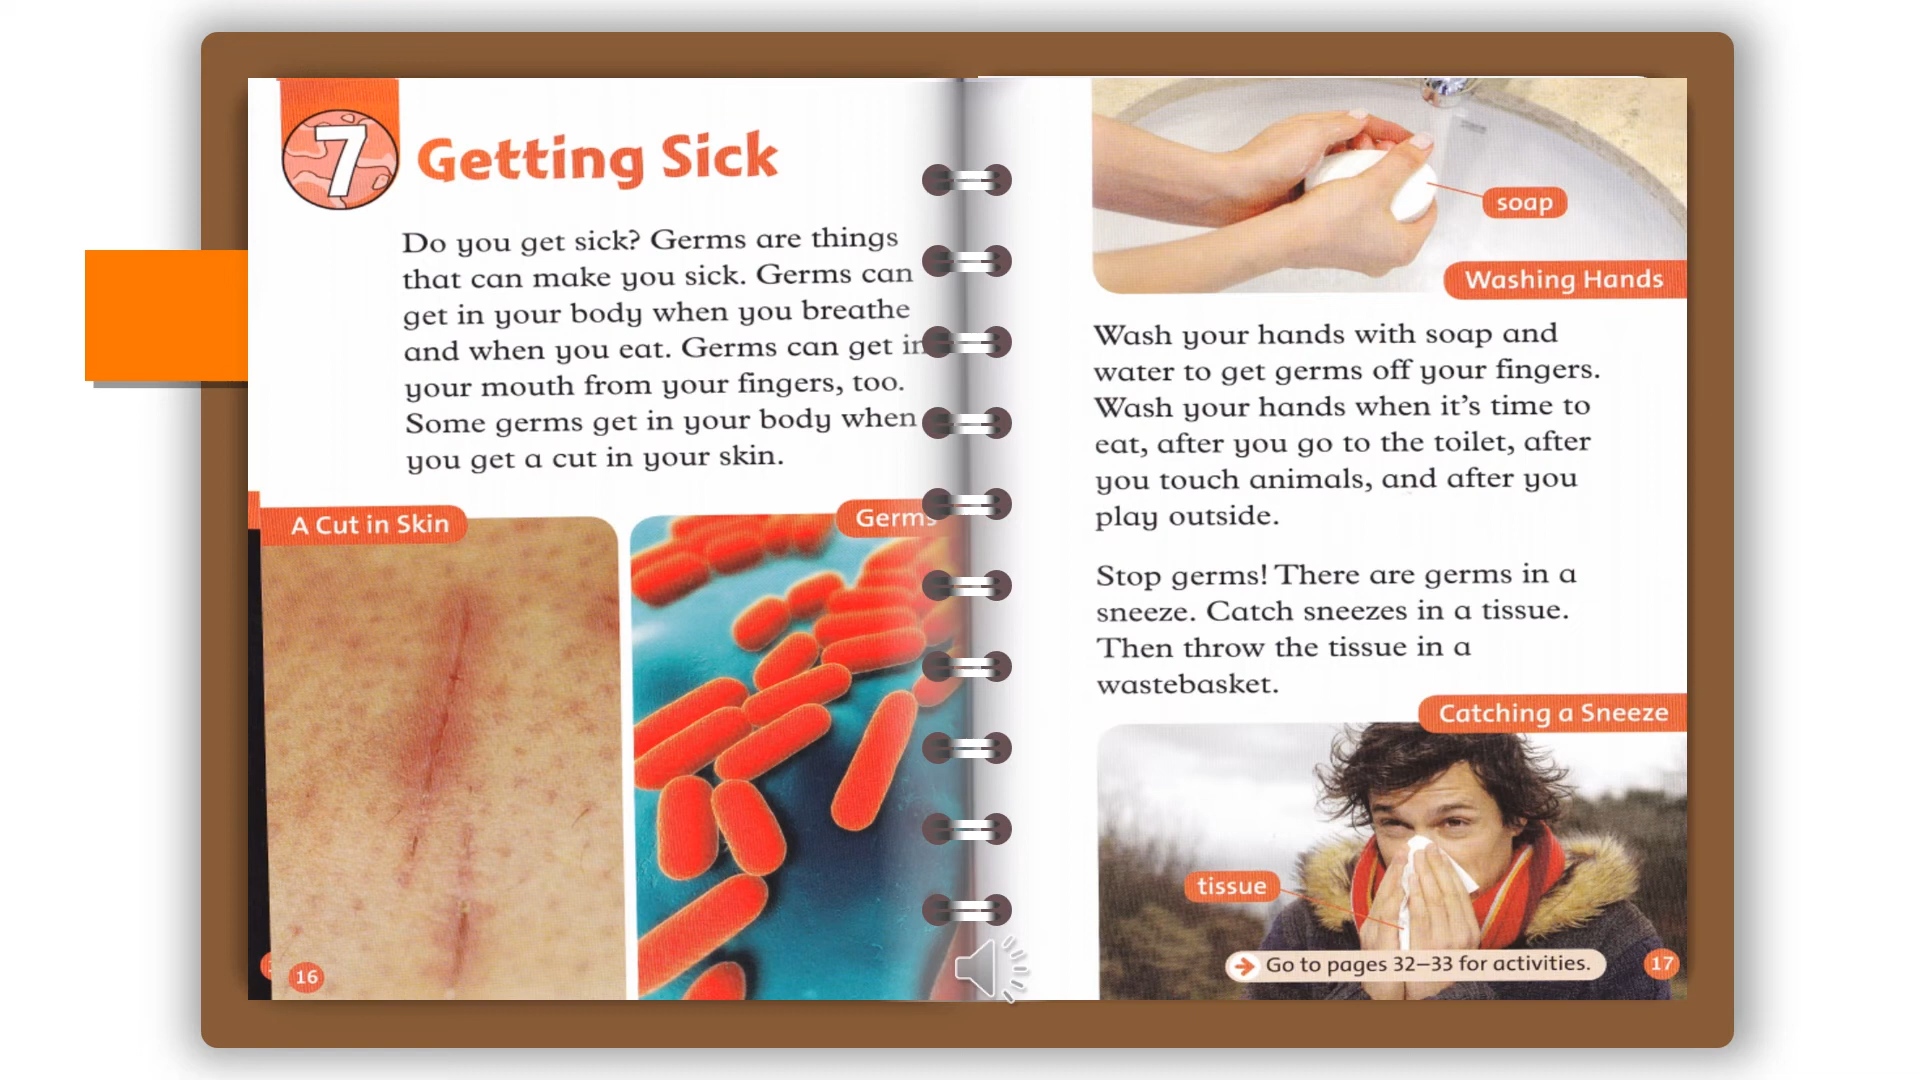 7
Getting Sick
Do you get sick? Germs are things
that can make you sick. Germs can
get in your body when you breathe
and when you eat. Germs can get in
your mouth from your fingers, too.
Some germs get in your body when
you get a cut in your skin.
A Cut in Skin
Germs
16
soap
Washing Hands
Wash your hands with soap and
water to get germs off your fingers.
Wash your hands when it's time to
eat, after you go to the toilet, after
you touch animals, and after you
play outside.
Stop germs! There are germs in a
sneeze. Catch sneezes in a tissue.
Then throw the tissue in a
wastebasket.
Catching a Sneeze
tissue
Go to pages 32–33 for activities.
17